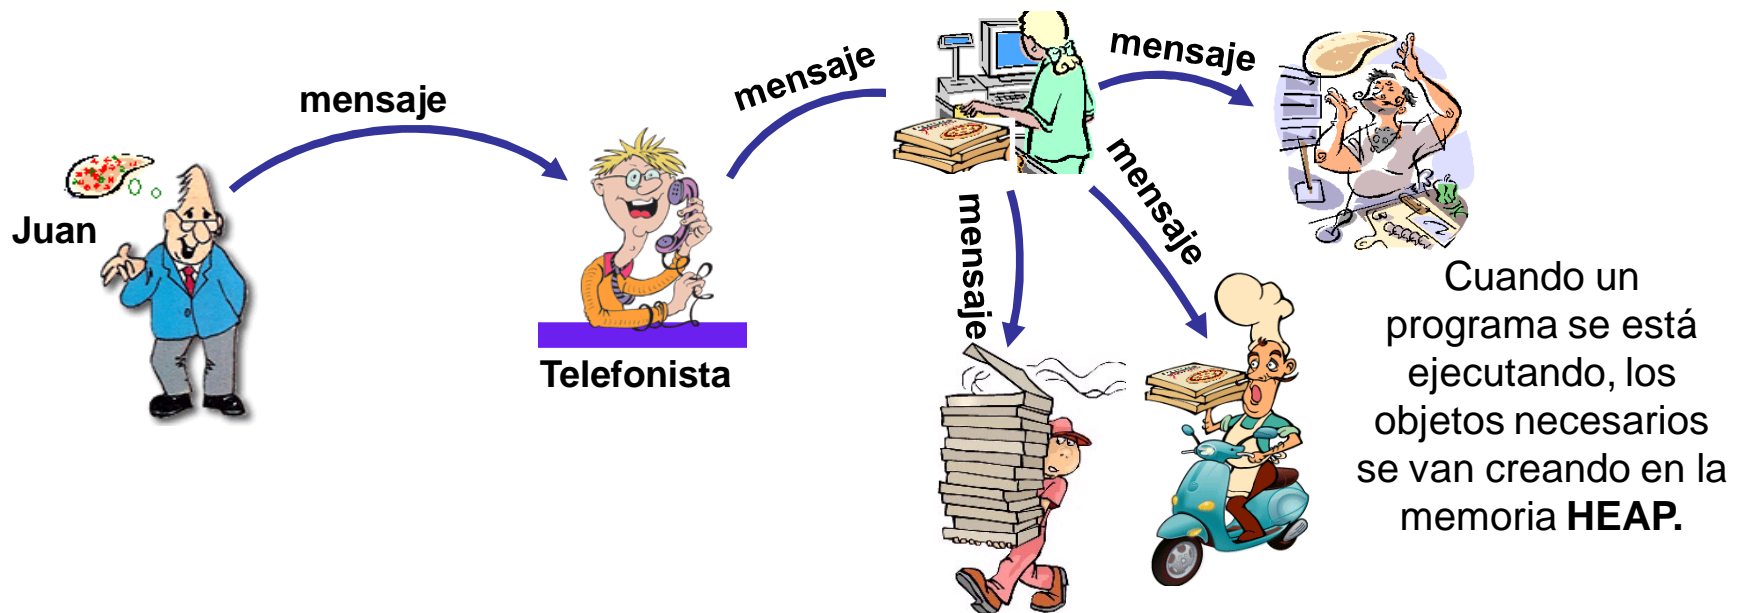 mensaje
mensaje
mensaje
mensaje
mensaje
Juan
Telefonista
Cuando un
programa se está
ejecutando, los
objetos necesarios
se van creando en la
memoria HEAP.